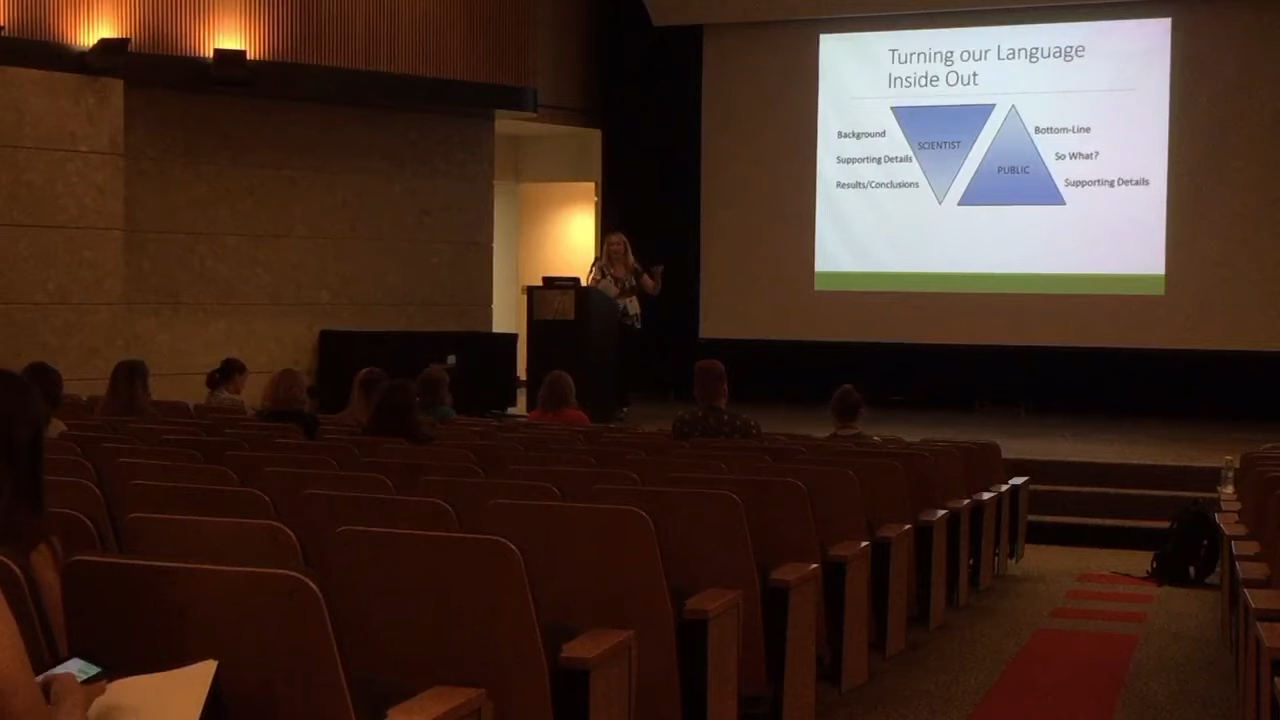 Turning our Language
Inside Out
Background
Supporting Details
Results/Conclusions
SCIENTIST
PUBLIC
Bottom-Line
So What?
Supporting Details